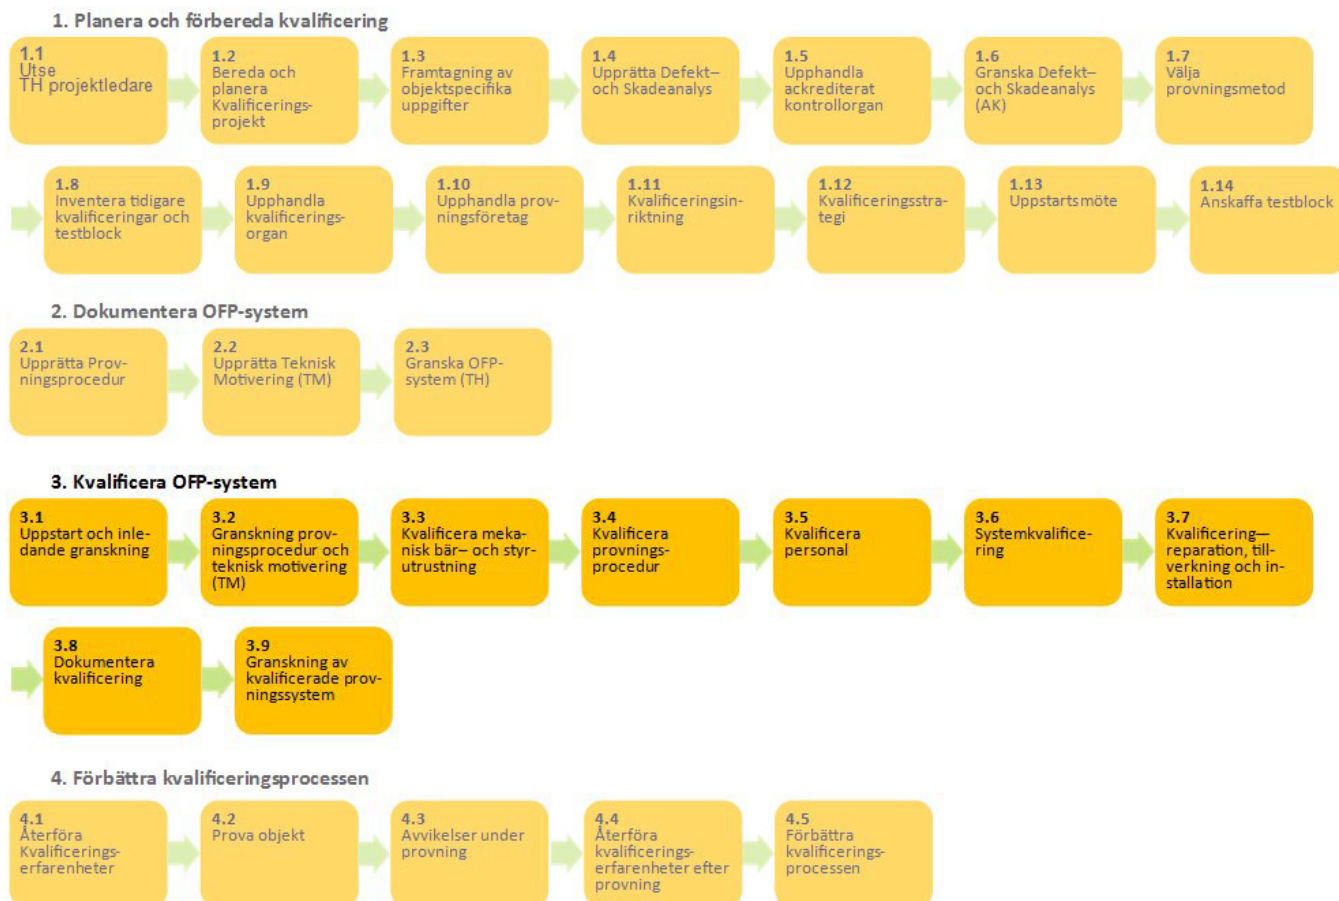 1. Planera och förbereda kvalificering
1.1
Utse
TH projektledare
1.2
Bereda och
planera
Kvalificerings-
projekt
1.3
Framtagning av
objektspecifika
uppgifter
1.4
Upprätta Defekt–
och Skadeanalys
1.5
Upphandla
ackrediterat
kontrollorgan
1.6
Granska Defekt–
och Skadeanalys
(AK)
1.7
Välja
provningsmetod
1.8
Inventera tidigare
kvalificeringar och
testblock
1.9
Upphandla
kvalificerings-
organ
1.10
Upphandla prov-
ningsföretag
1.11
Kvalificeringsin-
riktning
1.12
Kvalificeringsstra-
tegi
1.13
Uppstartsmöte
1.14
Anskaffa testblock
2. Dokumentera OFP-system
2.1
Upprätta Prov-
ningsprocedur
2.2
Upprätta Teknisk
Motivering (TM)
2.3
Granska OFP-
system (TH)
3. Kvalificera OFP-system
3.1
Uppstart och inle-
dande granskning
3.2
Granskning prov-
ningsprocedur och
teknisk motivering
(TM)
3.3
Kvalificera meka-
nisk bär– och styr-
utrustning
3.4
Kvalificera
provnings-
procedur
3.5
Kvalificera
personal
3.6
Systemkvalifice-
ring
3.7
Kvalificering—
reparation, till-
verkning och in-
stallation
3.8
Dokumentera
kvalificering
3.9
Granskning av
kvalificerade prov-
ningssystem
4. Förbättra kvalificeringsprocessen
4.1
Återföra
Kvalificerings-
erfarenheter
4.2
Prova objekt
4.3
Avvikelser under
provning
4.4
Återföra
kvalificerings-
erfarenheter efter
provning
4.5
Förbättra
kvalificerings-
processen